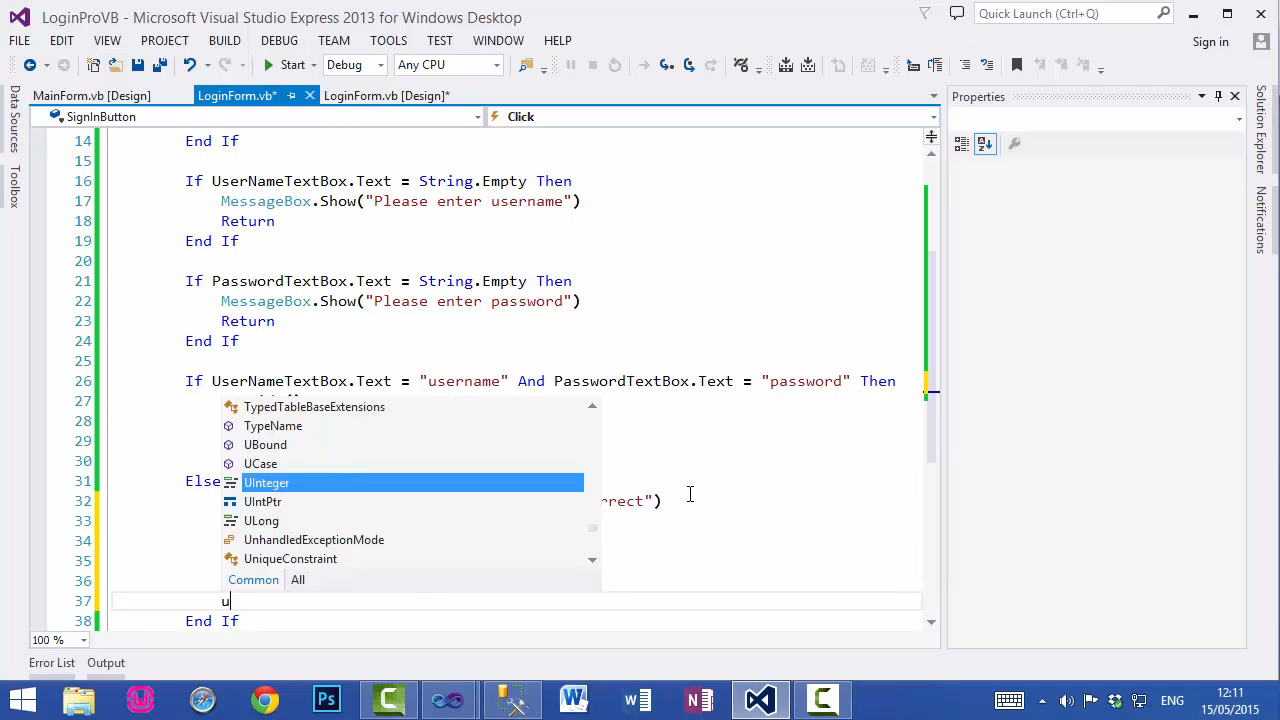 LoginProVB - Microsoft Visual Studio Express 2013 for Windows Desktop
Quick Launch (Ctrl+Q)
FILE EDIT VIEW PROJECT BUILD DEBUG TEAM TOOLS TEST WINDOW HELP
Sign in
Start Debug Any CPU
MainForm.vb [Design] LoginForm.vb* LoginForm.vb [Design]*
Properties
SignInButton Click
Data Sources
Toolbox
Solution Explorer
Notifications
14 End If
15
16 If UserNameTextBox.Text = String.Empty Then
17 MessageBox.Show("Please enter username")
18 Return
19 End If
20
21 If PasswordTextBox.Text = String.Empty Then
22 MessageBox.Show("Please enter password")
23 Return
24 End If
25
26 If UserNameTextBox.Text = "username" And PasswordTextBox.Text = "password" Then
27
28
29
30
31 Else
32 rrect")
33
34
35
36
37 u
38 End If
TypedTableBaseExtensions
TypeName
UBound
UCase
UInteger
UIntPtr
ULong
UnhandledExceptionMode
UniqueConstraint
Common All
100 %
Error List Output
ENG
12:11
15/05/2015